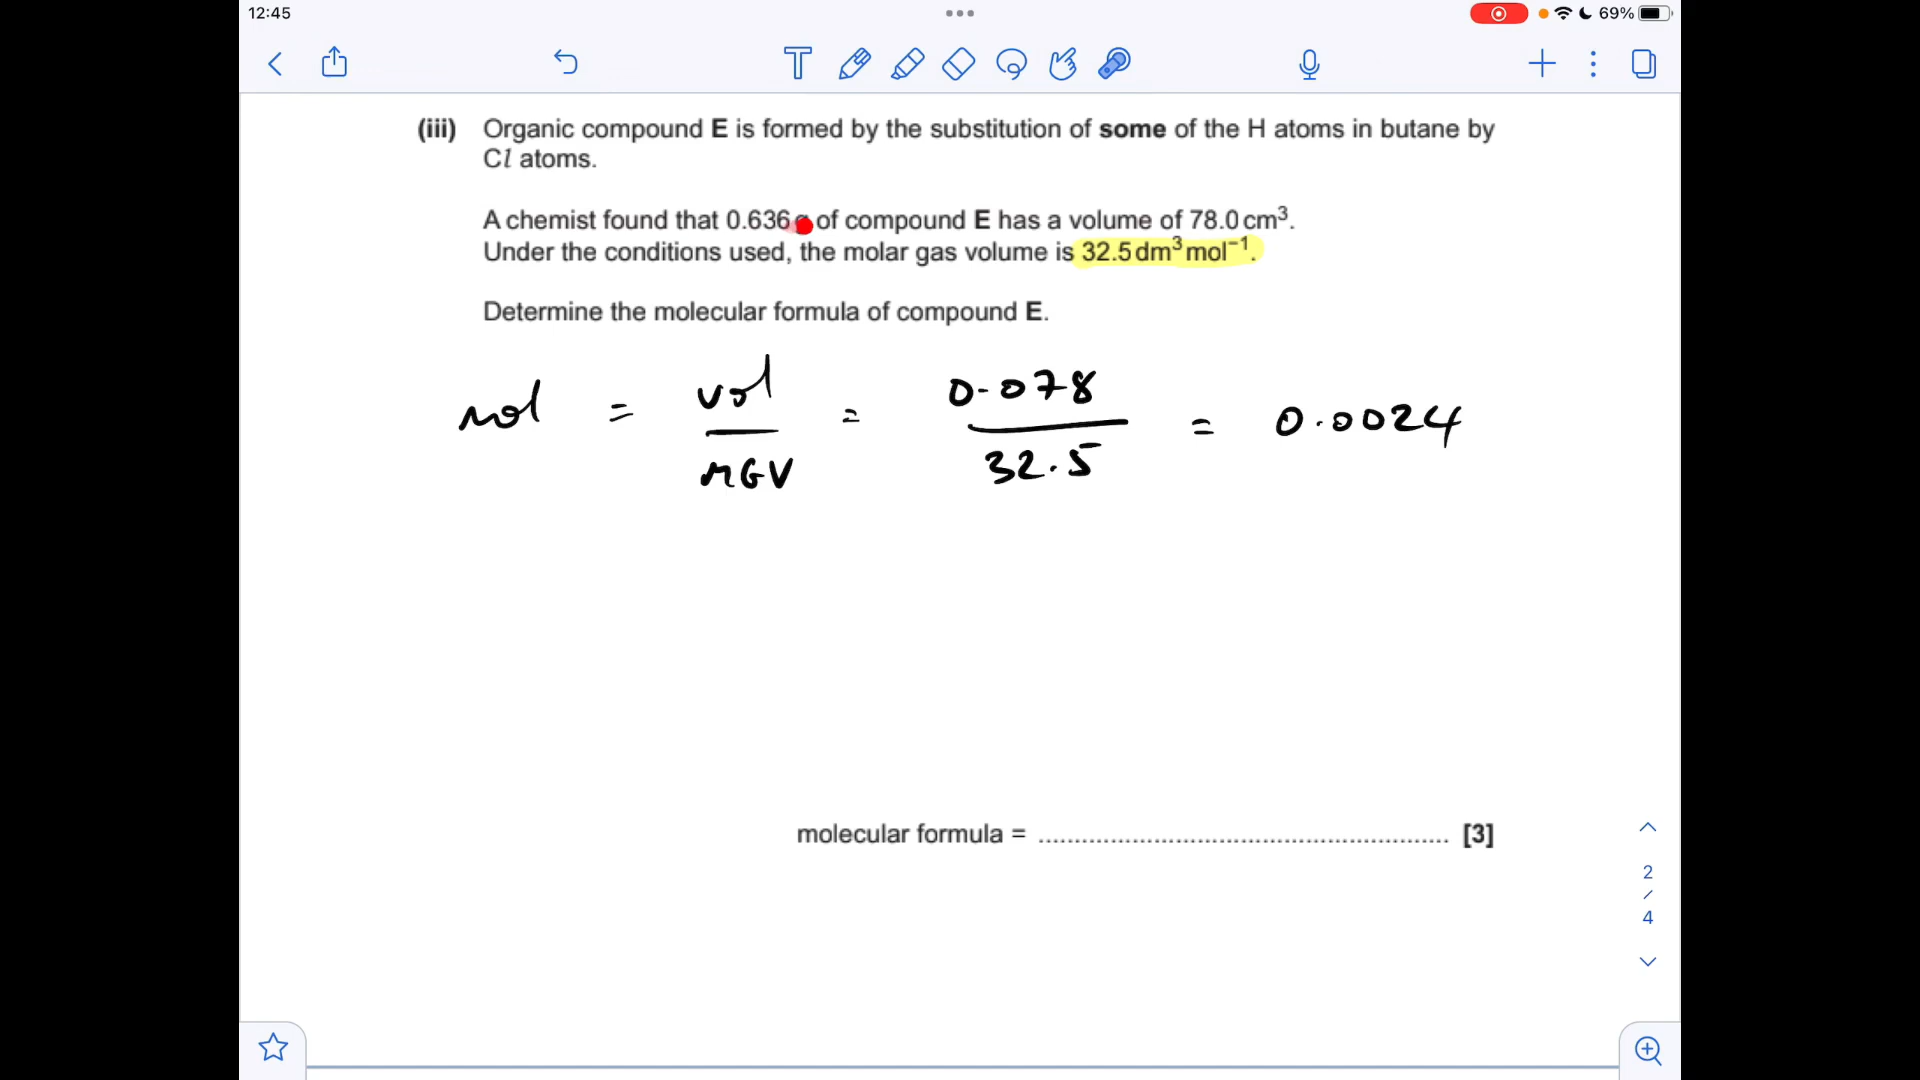 12:45
69%
(iii) Organic compound E is formed by the substitution of some of the H atoms in butane by
Cl atoms.
A chemist found that 0.636 g of compound E has a volume of 78.0 cm³.
Under the conditions used, the molar gas volume is 32.5 dm³ mol⁻¹.
Determine the molecular formula of compound E.
mol = vol / MGV = 0.078 / 32.5 = 0.0024
molecular formula = ......................................................... [3]
2
/
4